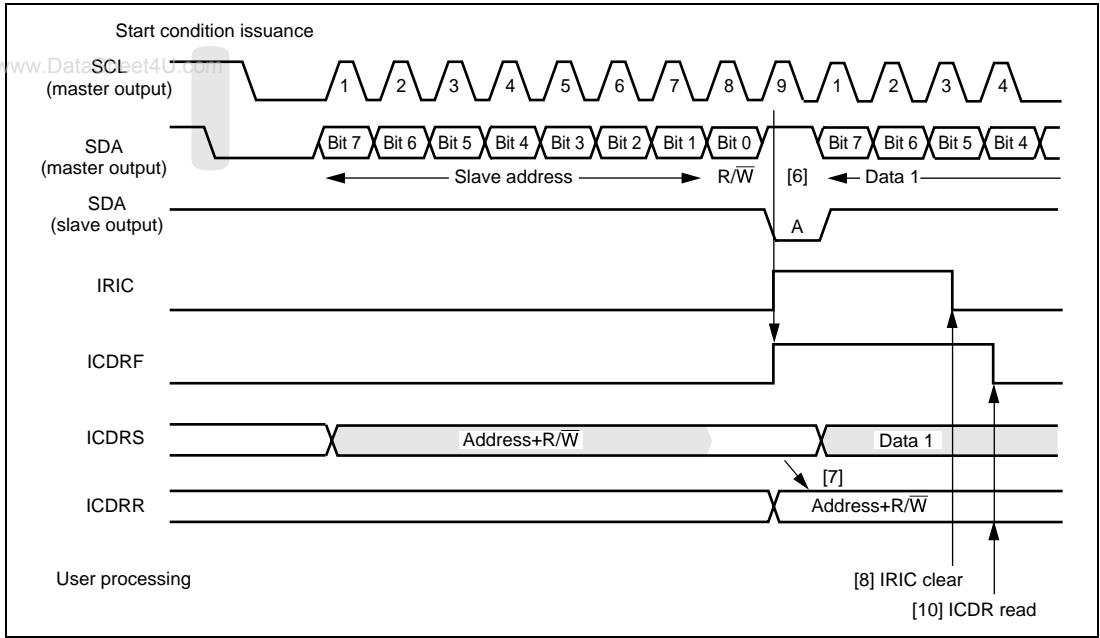 Start condition issuance
www.DataSheet4U.com
SCL
(master output)
1 2 3 4 5 6 7 8 9 1 2 3 4
SDA
(master output)
Bit 7 Bit 6 Bit 5 Bit 4 Bit 3 Bit 2 Bit 1 Bit 0 Bit 7 Bit 6 Bit 5 Bit 4
Slave address R/W̅ [6] Data 1
SDA
(slave output)
A
IRIC
ICDRF
ICDRS Address+R/W̅ Data 1
[7]
ICDRR Address+R/W̅
User processing [8] IRIC clear
[10] ICDR read